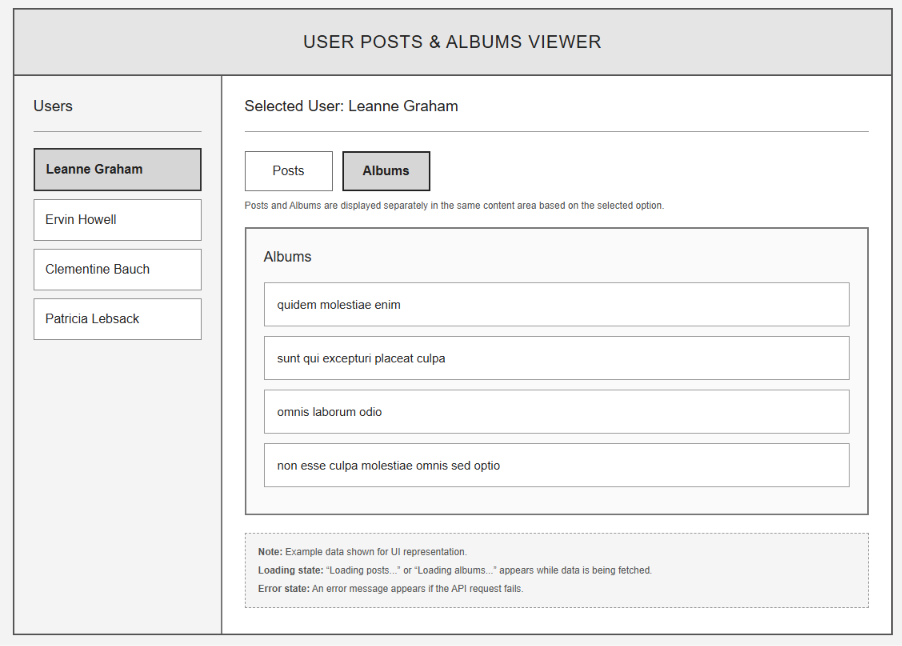 USER POSTS & ALBUMS VIEWER
Users
Leanne Graham
Ervin Howell
Clementine Bauch
Patricia Lebsack
Selected User: Leanne Graham
Posts
Albums
Posts and Albums are displayed separately in the same content area based on the selected option.
Albums
quidem molestiae enim
sunt qui excepturi placeat culpa
omnis laborum odio
non esse culpa molestiae omnis sed optio
Note: Example data shown for UI representation.
Loading state: “Loading posts...” or “Loading albums...” appears while data is being fetched.
Error state: An error message appears if the API request fails.